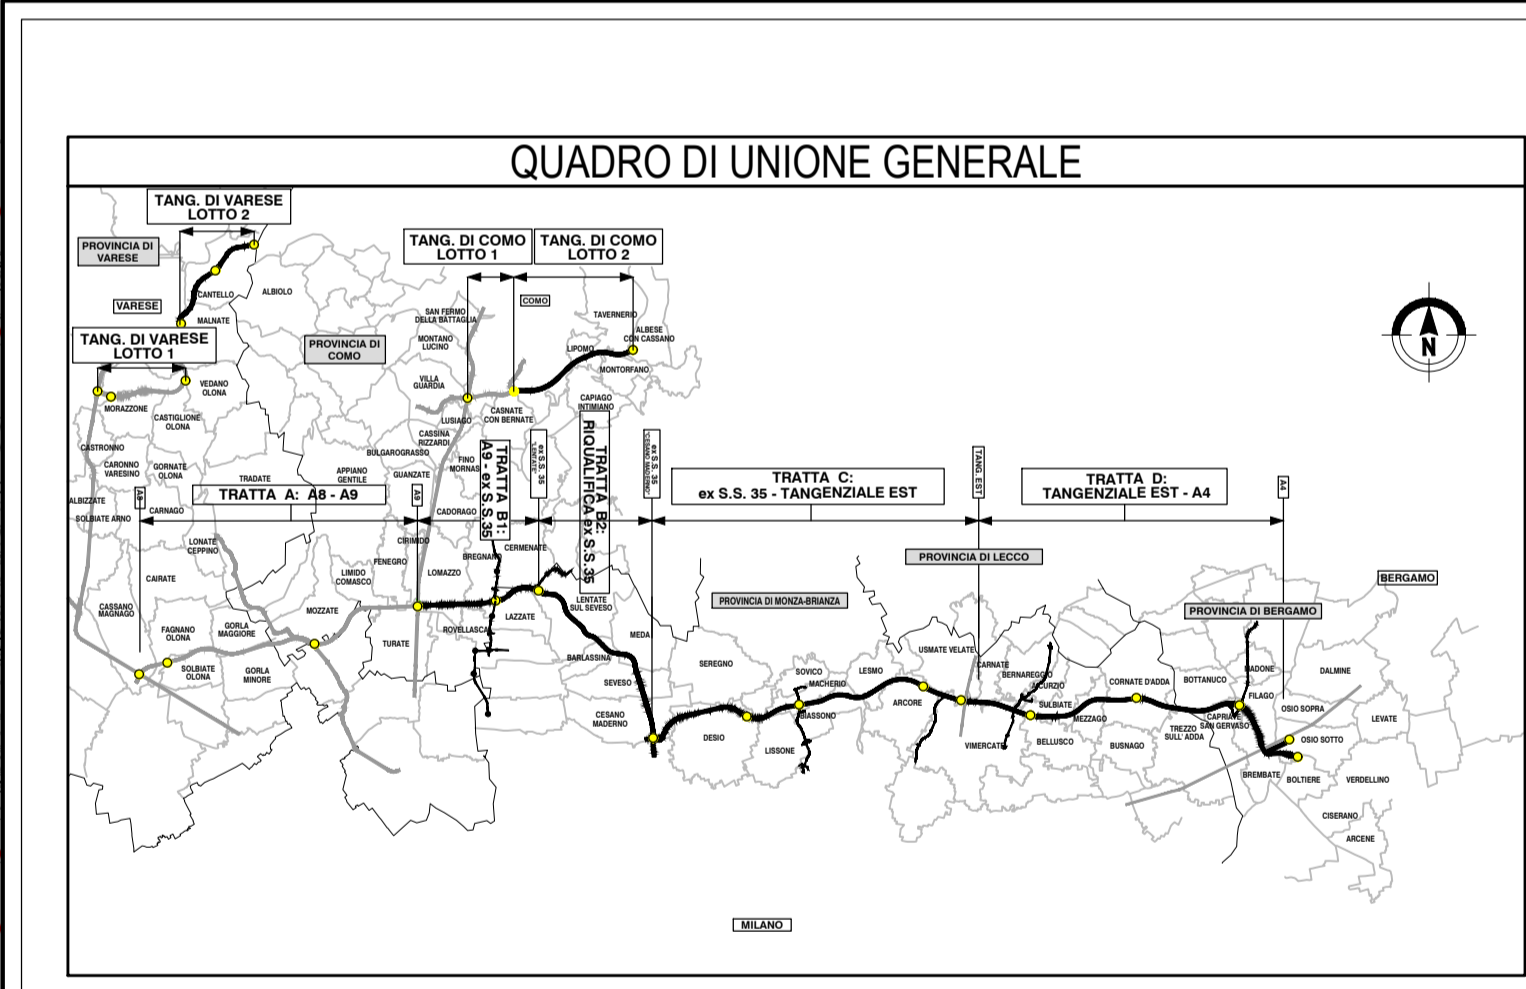 QUADRO DI UNIONE GENERALE
TANG. DI VARESE
LOTTO 2
PROVINCIA DI
VARESE
TANG. DI COMO
LOTTO 1
TANG. DI COMO
LOTTO 2
CANTELLO
ALBIOLO
VARESE
MALNATE
COMO
SAN FERMO
DELLA BATTAGLIA
TAVERNERIO
ALBESE
CON CASSANO
TANG. DI VARESE
LOTTO 1
PROVINCIA DI
COMO
MONTANO
LUCINO
LIPOMO
MONTORFANO
N
VEDANO
OLONA
VILLA
GUARDIA
MORAZZONE
CASTIGLIONE
OLONA
LUSIAGO
CASNATE
CON BERNATE
CAPIAGO
INTIMIANO
CASTRONNO
CASSINA
RIZZARDI
BULGAROGRASSO
CARONNO
VARESINO
GORNATE
OLONA
TRADATE
APPIANO
GENTILE
GUANZATE
FINO
MORNAS
TRATTA B1:
A9 - ex S.S.35
ex S.S. 35
"LENTATE"
TRATTA B2:
RIQUALIFICA ex S.S.35
ex S.S. 35
"CESANO MADERNO"
TRATTA C:
ex S.S. 35 - TANGENZIALE EST
TANG. EST
TRATTA D:
TANGENZIALE EST - A4
A4
ALBIZZATE
A8
TRATTA A: A8 - A9
A9
SOLBIATE ARNO
CARNAGO
CADORAGO
LONATE
CEPPINO
CIRIMIDO
FENEGRO
BREGNANO
CERMENATE
PROVINCIA DI LECCO
CAIRATE
LIMIDO
COMASCO
LOMAZZO
BERGAMO
CASSANO
MAGNAGO
MOZZATE
LAZZATE
LENTATE
SUL SEVESO
PROVINCIA DI MONZA-BRIANZA
PROVINCIA DI BERGAMO
FAGNANO
OLONA
GORLA
MAGGIORE
TURATE
ROVELLASCA
MEDA
SOLBIATE
OLONA
GORLA
MINORE
BARLASSINA
SEREGNO
SOVICO
LESMO
USMATE VELATE
CARNATE
BERNAREGGIO
MADONE
DALMINE
SEVESO
MACHERIO
AICURZIO
CORNATE D'ADDA
BOTTANUCO
FILAGO
CESANO
MADERNO
BIASSONO
ARCORE
SULBIATE
MEZZAGO
CAPRIATE
SAN GERVASO
OSIO SOPRA
LEVATE
DESIO
LISSONE
VIMERCATE
BELLUSCO
BUSNAGO
TREZZO
SULL' ADDA
OSIO SOTTO
BREMBATE
BOLTIERE
VERDELLINO
CISERANO
ARCENE
MILANO